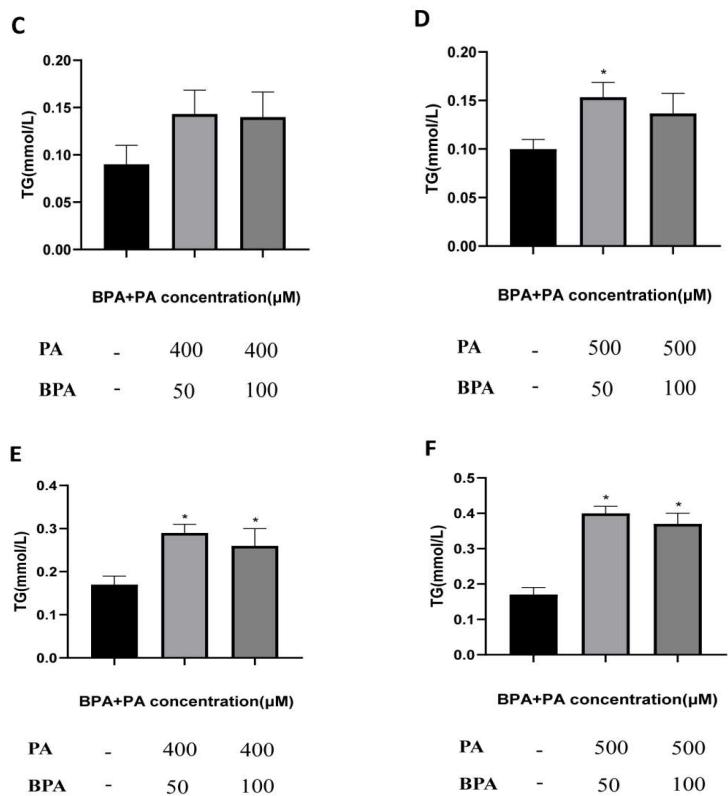 C
TG(mmol/L)
0.20
0.15
0.10
0.05
0.00
BPA+PA concentration(µM)
PA - 400 400
BPA - 50 100
D
TG(mmol/L)
0.20
0.15
0.10
0.05
0.00
*
BPA+PA concentration(µM)
PA - 500 500
BPA - 50 100
E
TG(mmol/L)
0.4
0.3
0.2
0.1
0.0
* *
BPA+PA concentration(µM)
PA - 400 400
BPA - 50 100
F
TG(mmol/L)
0.5
0.4
0.3
0.2
0.1
0.0
* *
BPA+PA concentration(µM)
PA - 500 500
BPA - 50 100